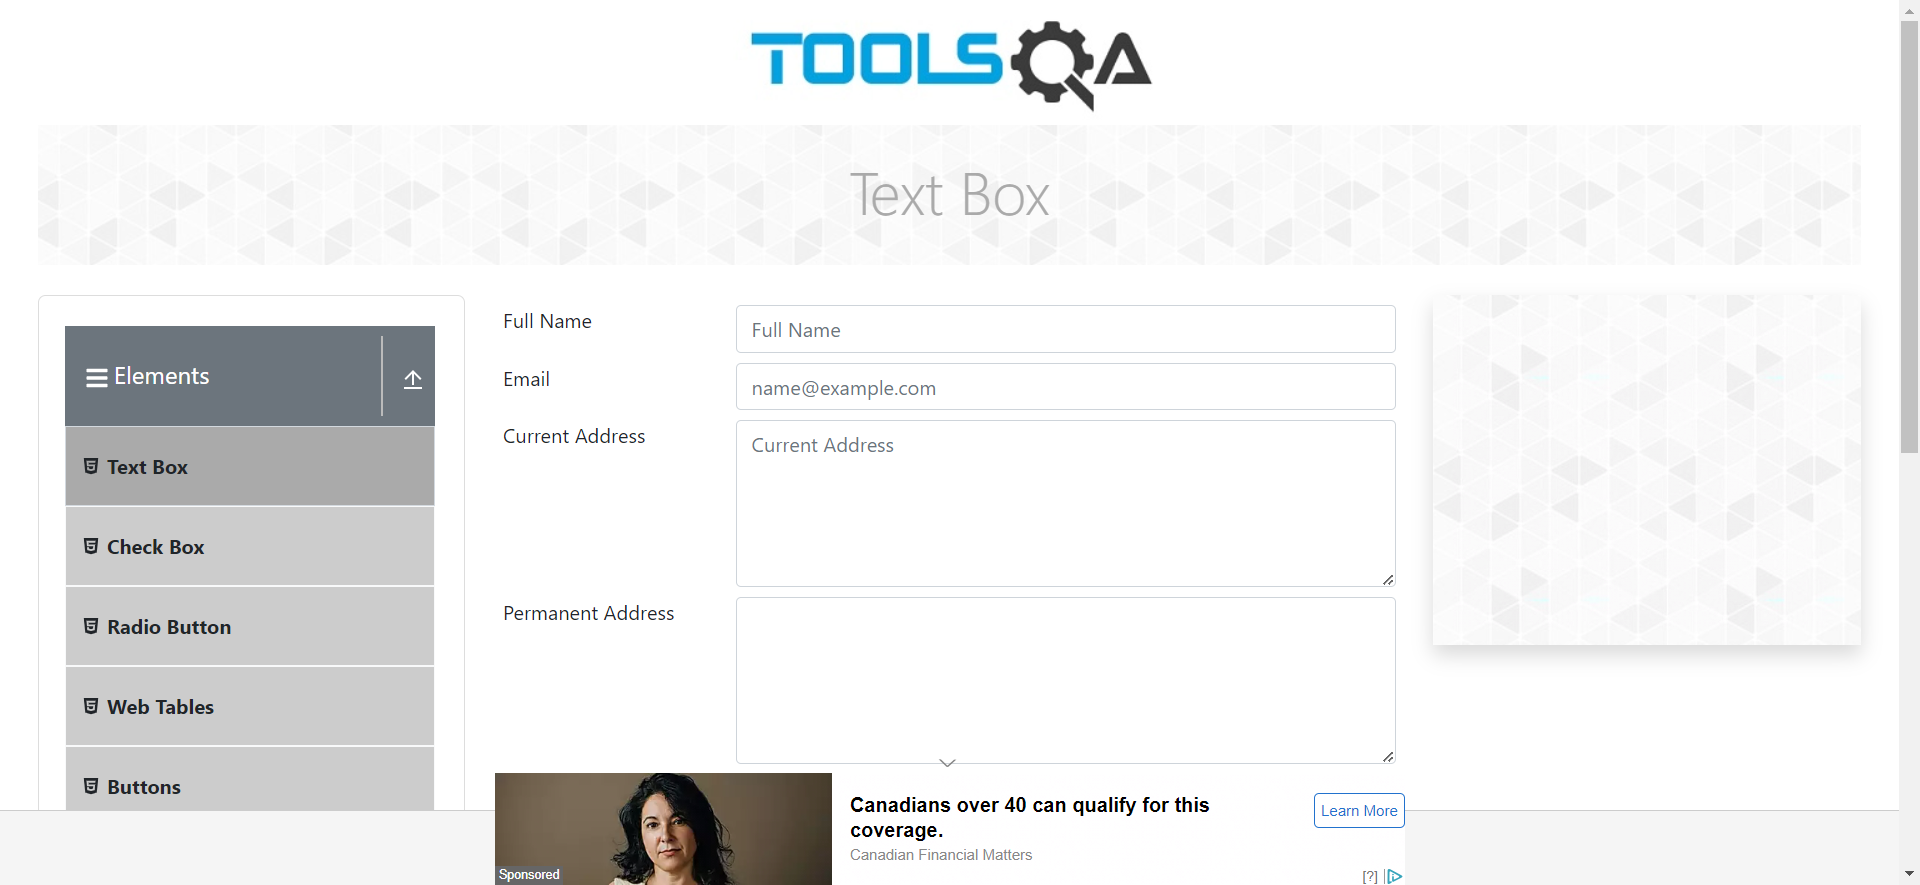 TOOLSQA
Text Box
Elements
Text Box
Check Box
Radio Button
Web Tables
Buttons
Full Name
Full Name
Email
name@example.com
Current Address
Current Address
Permanent Address
Sponsored
Canadians over 40 can qualify for this
coverage.
Canadian Financial Matters
Learn More
[?]